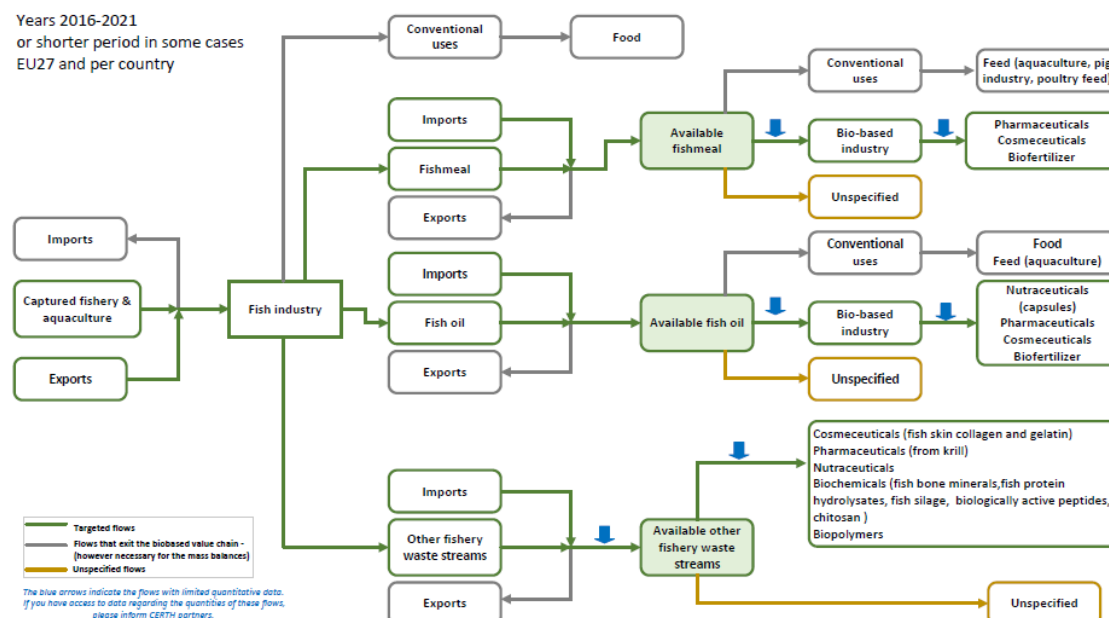 Years 2016-2021
or shorter period in some cases
EU27 and per country
Conventional
uses
Food
Conventional
uses
Feed (aquaculture, pig
industry, poultry feed)
Imports
Fishmeal
Exports
Available
fishmeal
Bio-based
industry
Pharmaceuticals
Cosmeceuticals
Biofertilizer
Unspecified
Imports
Captured fishery &
aquaculture
Exports
Fish industry
Imports
Fish oil
Exports
Available fish oil
Conventional
uses
Food
Feed (aquaculture)
Bio-based
industry
Nutraceuticals
(capsules)
Pharmaceuticals
Cosmeceuticals
Biofertilizer
Unspecified
Imports
Other fishery
waste streams
Exports
Available other
fishery waste
streams
Cosmeceuticals (fish skin collagen and gelatin)
Pharmaceuticals (from krill)
Nutraceuticals
Biochemicals (fish bone minerals,fish protein
hydrolysates, fish silage, biologically active peptides,
chitosan )
Biopolymers
Unspecified
Targeted flows
Flows that exit the biobased value chain -
(however necessary for the mass balances)
Unspecified flows
The blue arrows indicate the flows with limited quantitative data.
If you have access to data regarding the quantities of these flows,
please inform CERTH partners.